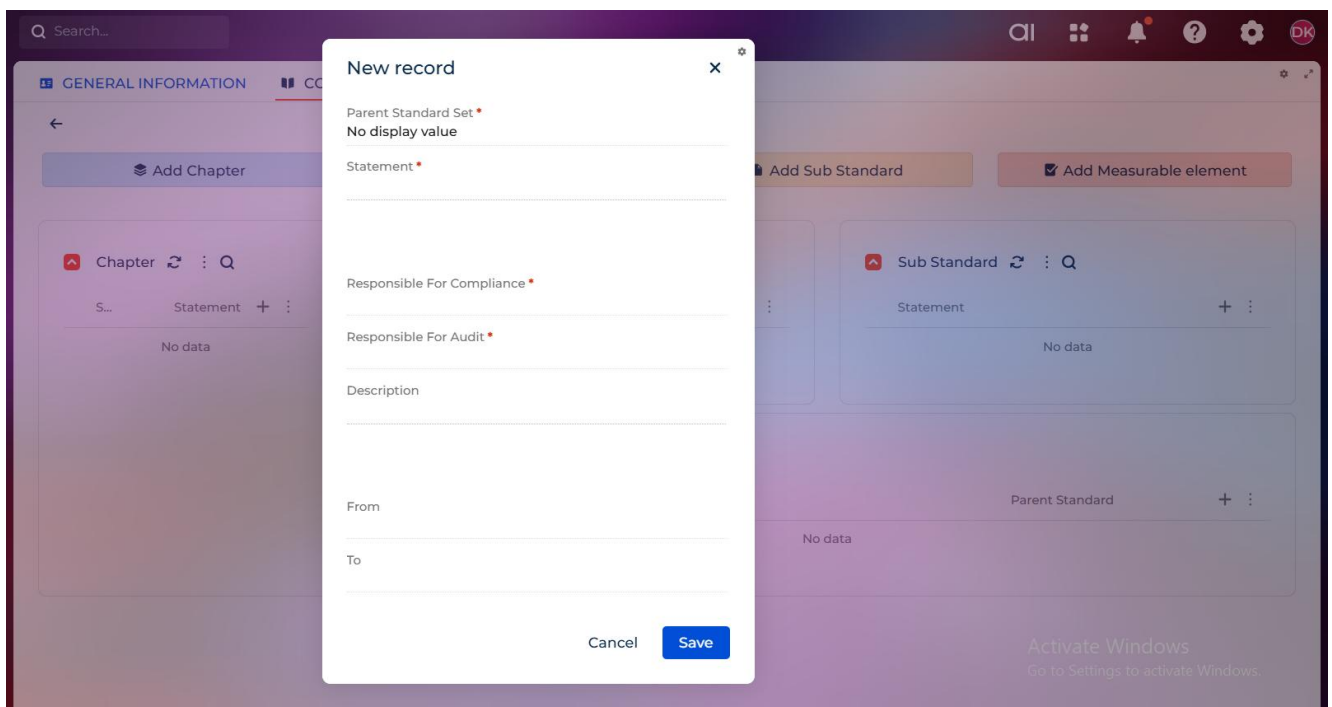 Search...
DK
GENERAL INFORMATION
New record
Parent Standard Set *
No display value
Statement *
Responsible For Compliance *
Responsible For Audit *
Description
From
To
Cancel
Save
Add Chapter
Add Sub Standard
Add Measurable element
Chapter
S...
Statement
No data
Sub Standard
Statement
No data
Parent Standard
No data
Activate Windows
Go to Settings to activate Windows.